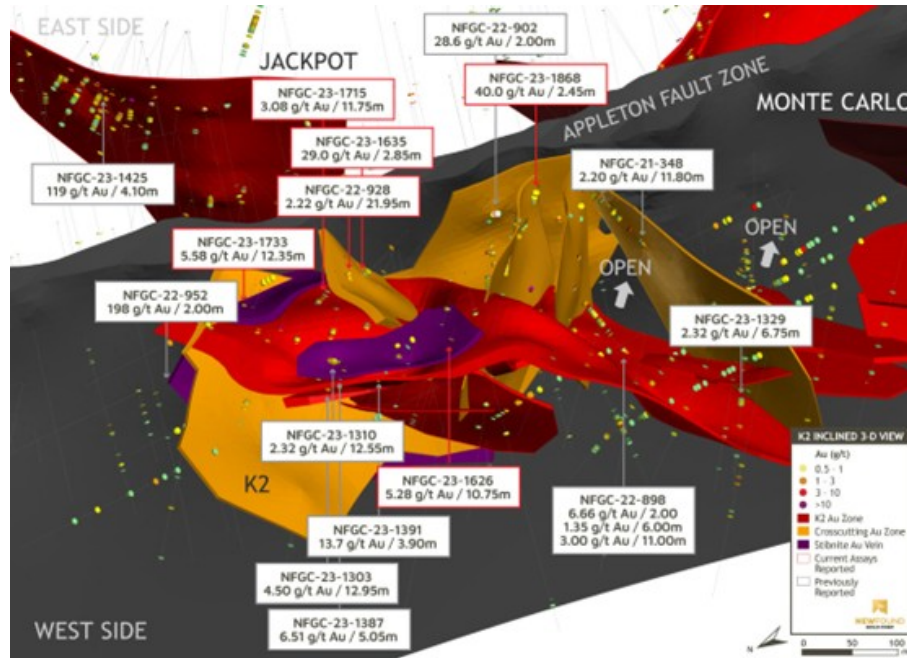 EAST SIDE
JACKPOT
NFGC-22-902
28.6 g/t Au / 2.00m
NFGC-23-1868
40.0 g/t Au / 2.45m
APPLETON FAULT ZONE
MONTE CARLO
NFGC-23-1715
3.08 g/t Au / 11.75m
NFGC-23-1635
29.0 g/t Au / 2.85m
NFGC-23-1425
119 g/t Au / 4.10m
NFGC-22-928
2.22 g/t Au / 21.95m
NFGC-21-348
2.20 g/t Au / 11.80m
NFGC-23-1733
5.58 g/t Au / 12.35m
OPEN
OPEN
NFGC-22-952
198 g/t Au / 2.00m
NFGC-23-1329
2.32 g/t Au / 6.75m
NFGC-23-1310
2.32 g/t Au / 12.55m
K2
NFGC-23-1626
5.28 g/t Au / 10.75m
NFGC-22-898
6.66 g/t Au / 2.00
1.35 g/t Au / 6.00m
3.00 g/t Au / 11.00m
NFGC-23-1391
13.7 g/t Au / 3.90m
NFGC-23-1303
4.50 g/t Au / 12.95m
NFGC-23-1387
6.51 g/t Au / 5.05m
WEST SIDE
K2 INCLINED 3-D VIEW
Au (g/t)
0.5 - 1
1 - 3
3 - 10
>10
K2 Au Zone
Crosscutting Au Zone
Stibnite Au Vein
Current Assays
Reported
Previously
Reported
NEWFOUND
N
0 50 100